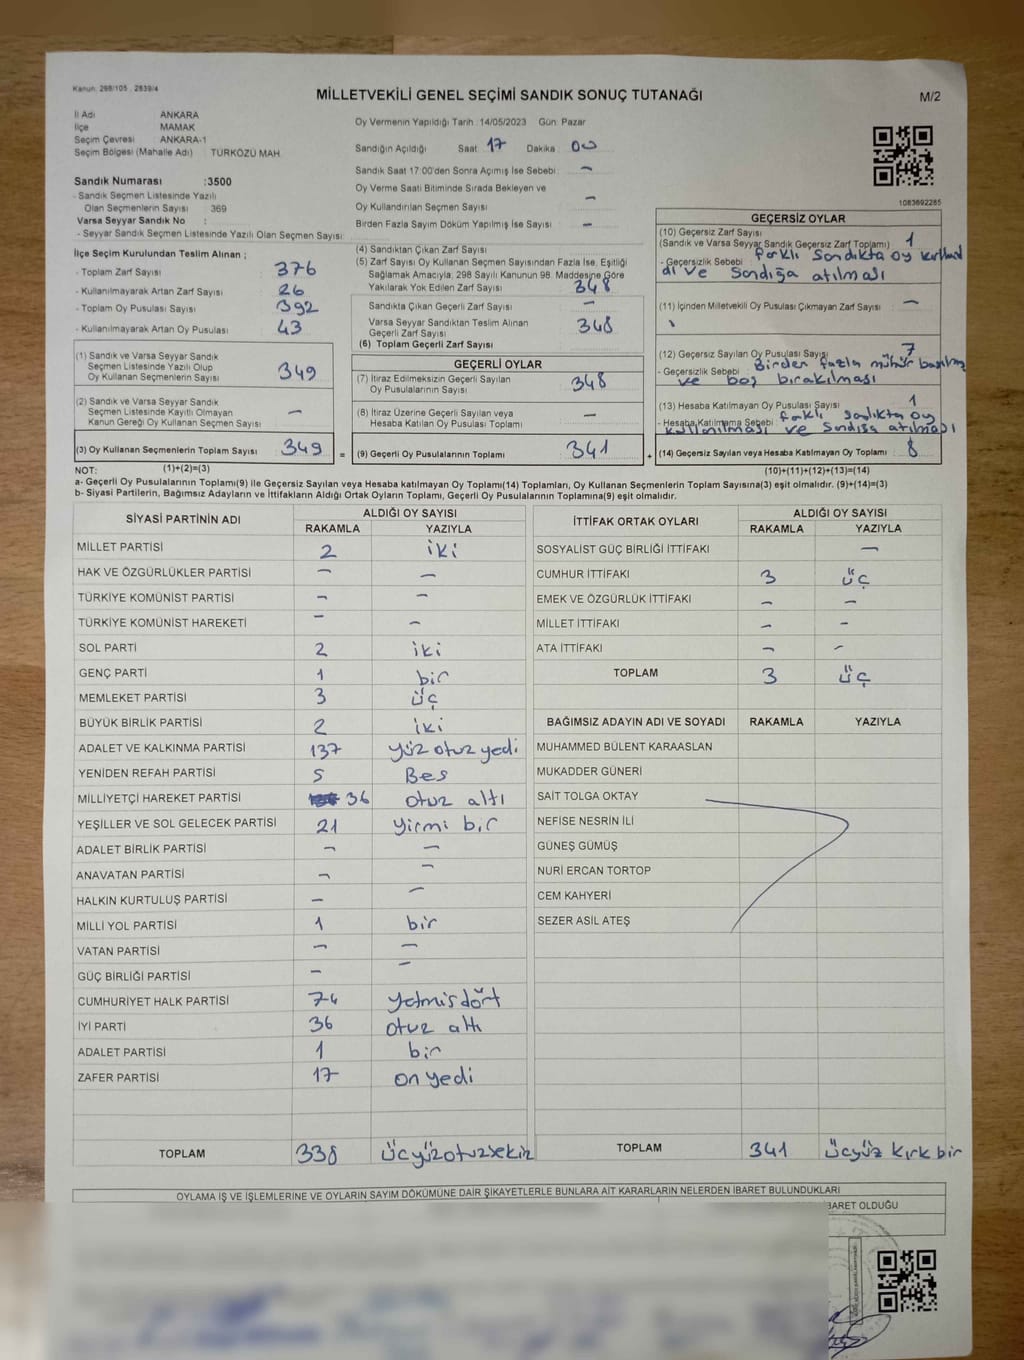 Kanun: 298/105 , 2839/4
MİLLETVEKİLİ GENEL SEÇİMİ SANDIK SONUÇ TUTANAĞI
M/2
İl Adı ANKARA
İlçe MAMAK
Seçim Çevresi ANKARA-1
Seçim Bölgesi (Mahalle Adı) TÜRKÖZÜ MAH.
Sandık Numarası :3500
- Sandık Seçmen Listesinde Yazılı
Olan Seçmenlerin Sayısı : 369
Varsa Seyyar Sandık No :
- Seyyar Sandık Seçmen Listesinde Yazılı Olan Seçmen Sayısı:
İlçe Seçim Kurulundan Teslim Alınan ;
- Toplam Zarf Sayısı 376
- Kullanılmayarak Artan Zarf Sayısı 26
- Toplam Oy Pusulası Sayısı 392
- Kullanılmayarak Artan Oy Pusulası 43
(1) Sandık ve Varsa Seyyar Sandık
Seçmen Listesinde Yazılı Olup
Oy Kullanan Seçmenlerin Sayısı 349
(2) Sandık ve Varsa Seyyar Sandık
Seçmen Listesinde Kayıtlı Olmayan
Kanun Gereği Oy Kullanan Seçmen Sayısı –
(3) Oy Kullanan Seçmenlerin Toplam Sayısı 349 =
Oy Vermenin Yapıldığı Tarih :14/05/2023 Gün: Pazar
Sandığın Açıldığı Saat 17 Dakika 00
Sandık Saat 17:00'den Sonra Açımış İse Sebebi –
Oy Verme Saati Bitiminde Sırada Bekleyen ve
Oy Kullandırılan Seçmen Sayısı –
Birden Fazla Sayım Döküm Yapılmış İse Sayısı –
(4) Sandıktan Çıkan Zarf Sayısı
(5) Zarf Sayısı Oy Kullanan Seçmen Sayısından Fazla İse, Eşitliği
Sağlamak Amacıyla, 298 Sayılı Kanunun 98. Maddesine Göre
Yakılarak Yok Edilen Zarf Sayısı 348
Sandıkta Çıkan Geçerli Zarf Sayısı –
Varsa Seyyar Sandıktan Teslim Alınan
Geçerli Zarf Sayısı 348
(6) Toplam Geçerli Zarf Sayısı
GEÇERLİ OYLAR
(7) İtiraz Edilmeksizin Geçerli Sayılan
Oy Pusulalarının Sayısı 348
(8) İtiraz Üzerine Geçerli Sayılan veya
Hesaba Katılan Oy Pusulası Toplamı –
(9) Geçerli Oy Pusulalarının Toplamı 341 +
1083692285
GEÇERSİZ OYLAR
(10) Geçersiz Zarf Sayısı
(Sandık ve Varsa Seyyar Sandık Geçersiz Zarf Toplamı) 1
- Geçersizlik Sebebi : farklı Sandıkta oy kulland
dı ve Sandığa atılması
(11) İçinden Milletvekili Oy Pusulası Çıkmayan Zarf Sayısı –
(12) Geçersiz Sayılan Oy Pusulası Sayısı 7
- Geçersizlik Sebebi : Birden fazla mühür basılma
ve boş bırakılması
(13) Hesaba Katılmayan Oy Pusulası Sayısı 1
- Hesaba Katılmama Sebebi : faklı sadıkta oy
kullanılması ve Sandığa atılması
(14) Geçersiz Sayılan veya Hesaba Katılmayan Oy Toplamı 8
NOT: (1)+(2)=(3) (10)+(11)+(12)+(13)=(14)
a- Geçerli Oy Pusulalarının Toplamı(9) ile Geçersiz Sayılan veya Hesaba katılmayan Oy Toplamı(14) Toplamları, Oy Kullanan Seçmenlerin Toplam Sayısına(3) eşit olmalıdır. (9)+(14)=(3)
b- Siyasi Partilerin, Bağımsız Adayların ve İttifakların Aldığı Ortak Oyların Toplamı, Geçerli Oy Pusulalarının Toplamına(9) eşit olmalıdır.
SİYASİ PARTİNİN ADI ALDIĞI OY SAYISI
RAKAMLA YAZIYLA
MİLLET PARTİSİ 2 iki
HAK VE ÖZGÜRLÜKLER PARTİSİ – –
TÜRKİYE KOMÜNİST PARTİSİ – –
TÜRKİYE KOMÜNİST HAREKETİ – –
SOL PARTİ 2 iki
GENÇ PARTİ 1 bir
MEMLEKET PARTİSİ 3 üç
BÜYÜK BİRLİK PARTİSİ 2 iki
ADALET VE KALKINMA PARTİSİ 137 yüz otuz yedi
YENİDEN REFAH PARTİSİ 5 Bes
MİLLİYETÇİ HAREKET PARTİSİ 36 otuz altı
YEŞİLLER VE SOL GELECEK PARTİSİ 21 yirmi bir
ADALET BİRLİK PARTİSİ – –
ANAVATAN PARTİSİ – –
HALKIN KURTULUŞ PARTİSİ – –
MİLLİ YOL PARTİSİ 1 bir
VATAN PARTİSİ – –
GÜÇ BİRLİĞİ PARTİSİ – –
CUMHURİYET HALK PARTİSİ 74 yetmisdört
İYİ PARTİ 36 otuz altı
ADALET PARTİSİ 1 bir
ZAFER PARTİSİ 17 on yedi
TOPLAM 338 üçyüzotuzsekiz
İTTİFAK ORTAK OYLARI ALDIĞI OY SAYISI
RAKAMLA YAZIYLA
SOSYALİST GÜÇ BİRLİĞİ İTTİFAKI –
CUMHUR İTTİFAKI 3 üç
EMEK VE ÖZGÜRLÜK İTTİFAKI – –
MİLLET İTTİFAKI – –
ATA İTTİFAKI – –
TOPLAM 3 üç
BAĞIMSIZ ADAYIN ADI VE SOYADI RAKAMLA YAZIYLA
MUHAMMED BÜLENT KARAASLAN
MUKADDER GÜNERİ
SAİT TOLGA OKTAY
NEFİSE NESRİN İLİ
GÜNEŞ GÜMÜŞ
NURİ ERCAN TORTOP
CEM KAHYERİ
SEZER ASIL ATEŞ
TOPLAM 341 üçyüz kırk bir
OYLAMA İŞ VE İŞLEMLERİNE VE OYLARIN SAYIM DÖKÜMÜNE DAİR ŞİKAYETLERLE BUNLARA AİT KARARLARIN NELERDEN İBARET BULUNDUKLARI
BARET OLDUĞU